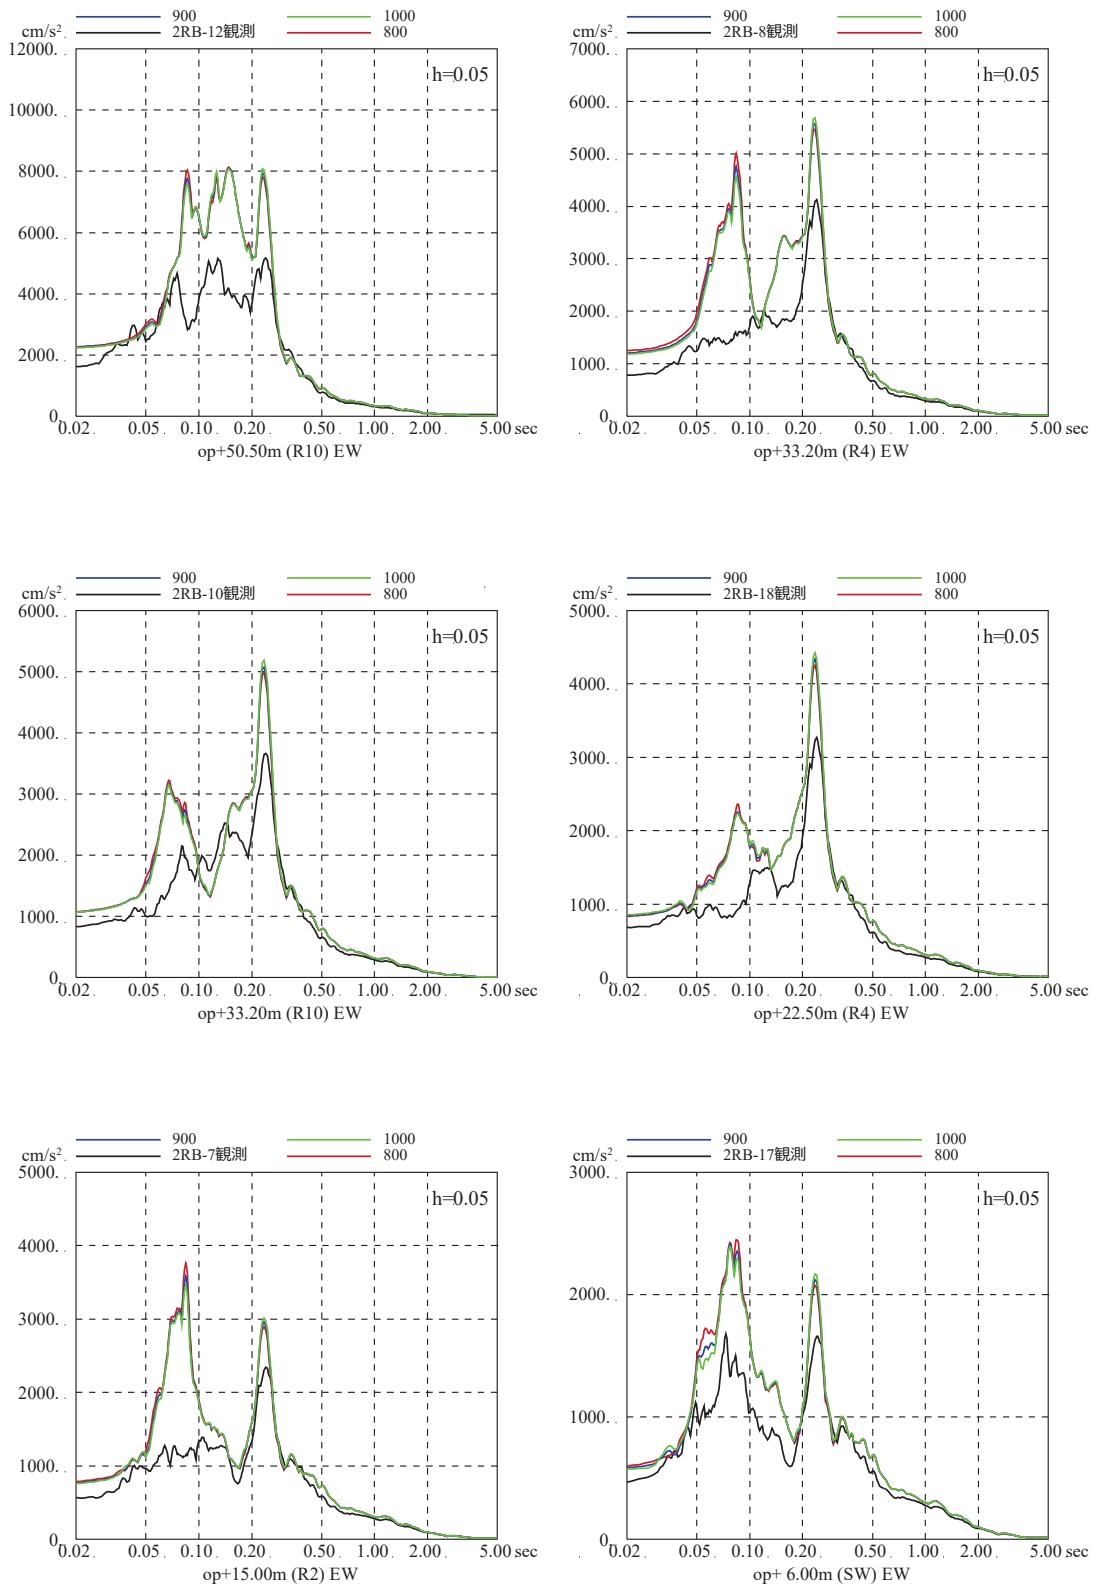 900 1000
cm/s². 2RB-12観測 800
12000.
h=0.05
10000.
8000.
6000.
4000.
2000.
0.
0.02 0.05 0.10 0.20 0.50 1.00 2.00 5.00 sec
op+50.50m (R10) EW
900 1000
cm/s². 2RB-8観測 800
7000.
h=0.05
6000.
5000.
4000.
3000.
2000.
1000.
0.
0.02 0.05 0.10 0.20 0.50 1.00 2.00 5.00 sec
op+33.20m (R4) EW
900 1000
cm/s². 2RB-10観測 800
6000.
h=0.05
5000.
4000.
3000.
2000.
1000.
0.
0.02 0.05 0.10 0.20 0.50 1.00 2.00 5.00 sec
op+33.20m (R10) EW
900 1000
cm/s². 2RB-18観測 800
5000.
h=0.05
4000.
3000.
2000.
1000.
0.
0.02 0.05 0.10 0.20 0.50 1.00 2.00 5.00 sec
op+22.50m (R4) EW
900 1000
cm/s². 2RB-7観測 800
5000.
h=0.05
4000.
3000.
2000.
1000.
0.
0.02 0.05 0.10 0.20 0.50 1.00 2.00 5.00 sec
op+15.00m (R2) EW
900 1000
cm/s². 2RB-17観測 800
3000.
h=0.05
2000.
1000.
0.
0.02 0.05 0.10 0.20 0.50 1.00 2.00 5.00 sec
op+ 6.00m (SW) EW